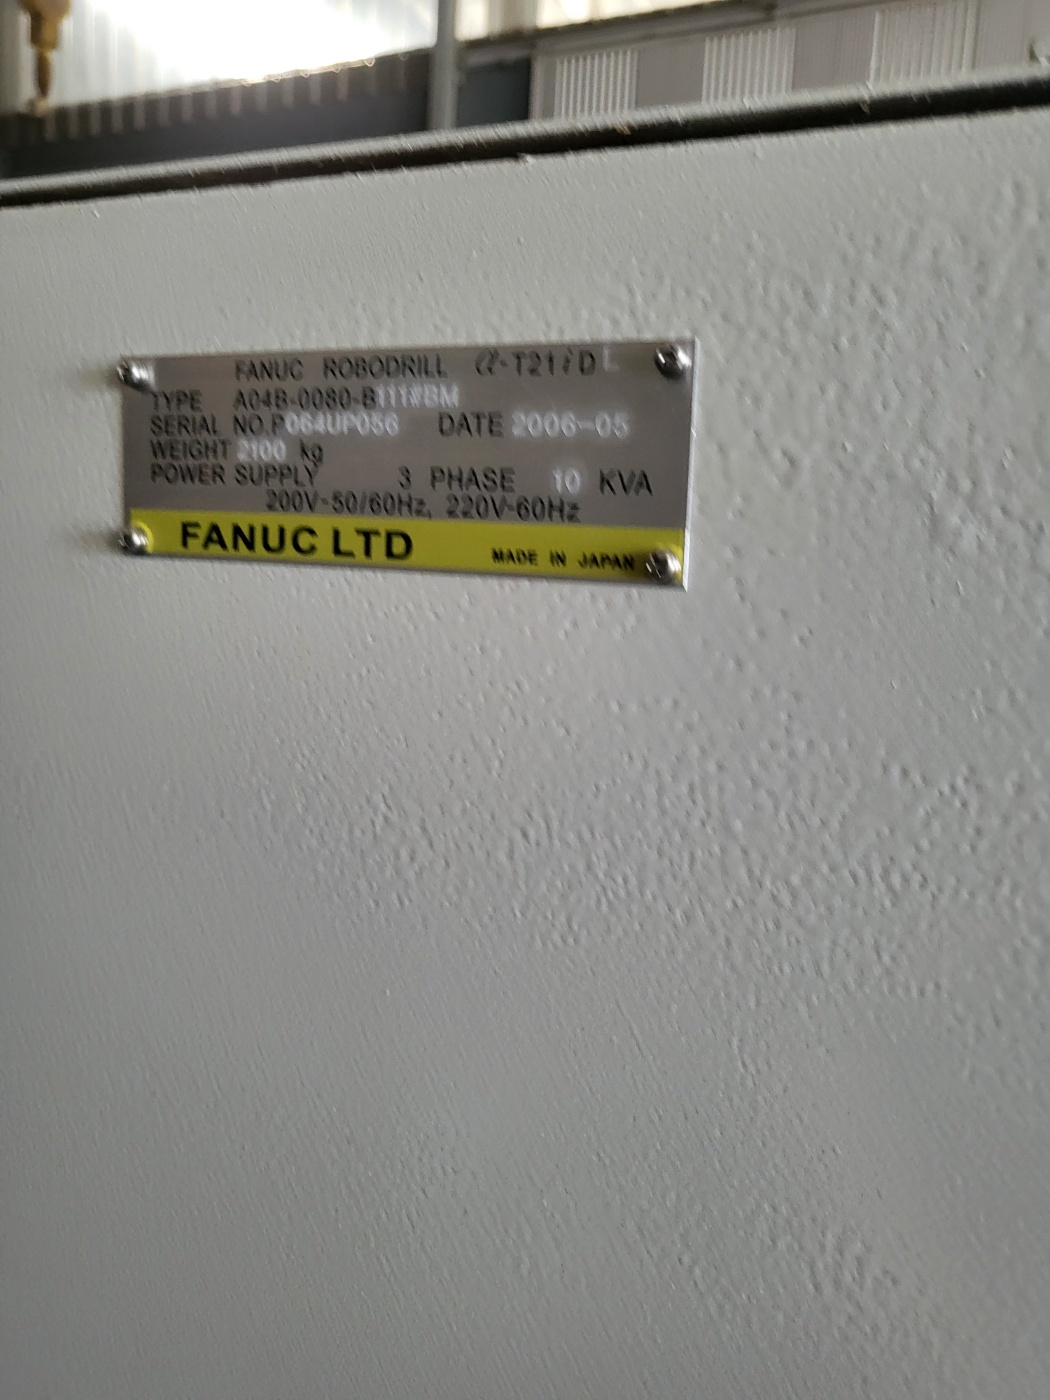 FANUC ROBODRILL α-T21iDL
TYPE A04B-0080-B111#BM
SERIAL NO.P064UP056 DATE 2006-05
WEIGHT 2100 kg
POWER SUPPLY 3 PHASE 10 KVA
200V-50/60Hz, 220V-60Hz
FANUC LTD MADE IN JAPAN